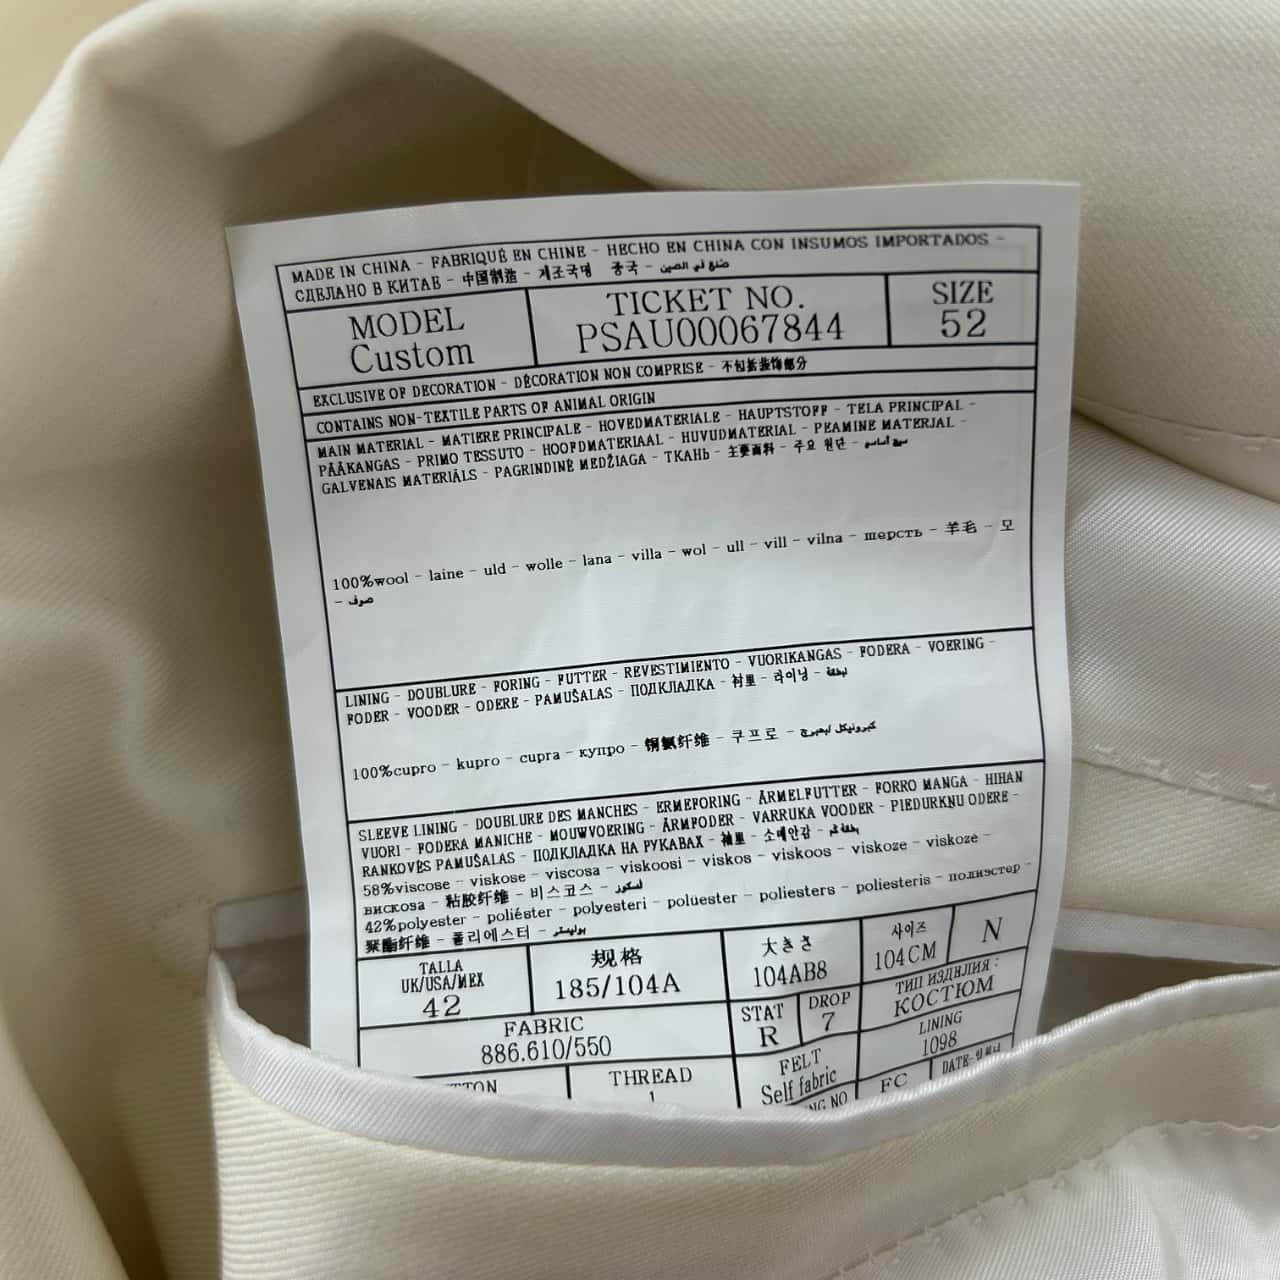 MADE IN CHINA - FABRIQUÉ EN CHINE - HECHO EN CHINA CON INSUMOS IMPORTADOS -
СДЕЛАНО В КИТАЕ - 中国制造 - 제조국명 중국 - صنع في الصين
MODEL
Custom
TICKET NO.
PSAU00067844
SIZE
52
EXCLUSIVE OF DECORATION - DÉCORATION NON COMPRISE - 不包括装饰部分
CONTAINS NON-TEXTILE PARTS OF ANIMAL ORIGIN
MAIN MATERIAL - MATIERE PRINCIPALE - HOVEDMATERIALE - HAUPTSTOFF - TELA PRINCIPAL -
PÄÄKANGAS - PRIMO TESSUTO - HOOFDMATERIAAL - HUVUDMATERIAL - PEAMINE MATERJAL -
GALVENAIS MATERIĀLS - PAGRINDINĖ MEDŽIAGA - ТКАНЬ - 主要面料 - 주요 원단 -
100%wool - laine - uld - wolle - lana - villa - wol - ull - vill - vilna - шерсть - 羊毛 - 모
- صوف
LINING - DOUBLURE - FORING - FUTTER - REVESTIMIENTO - VUORIKANGAS - FODERA - VOERING -
FODER - VOODER - ODERE - PAMUŠALAS - ПОДКЛАДКА - 衬里 - 라이닝 -
100%cupro - kupro - cupra - купро - 铜氨纤维 - 쿠프로 -
SLEEVE LINING - DOUBLURE DES MANCHES - ERMEFORING - ÄRMELFUTTER - FORRO MANGA - HIHAN
VUORI - FODERA MANICHE - MOUWVOERING - ÄRMFODER - VARRUKA VOODER - PIEDURKŅU ODERE -
RANKOVĖS PAMUŠALAS - ПОДКЛАДКА НА РУКАВАХ - 袖里 - 소매안감 -
58%viscose - viskose - viscosa - viskoosi - viskos - viskoos - viskoze - viskozė -
вискоза - 粘胶纤维 - 비스코스 -
42%polyester - poliéster - polyesteri - polüester - poliesters - poliesteris - полиэстер -
聚酯纤维 - 폴리에스터 - بوليستر
TALLA
UK/USA/MEX
42
规格
185/104A
大きさ
104AB8
사이즈
104CM
N
FABRIC
886.610/550
STAT
R
DROP
7
ТИП ИЗДЕЛИЯ :
КОСТЮМ
LINING
1098
THREAD
1
FELT
Self fabric
NG NO
FC
DATE-